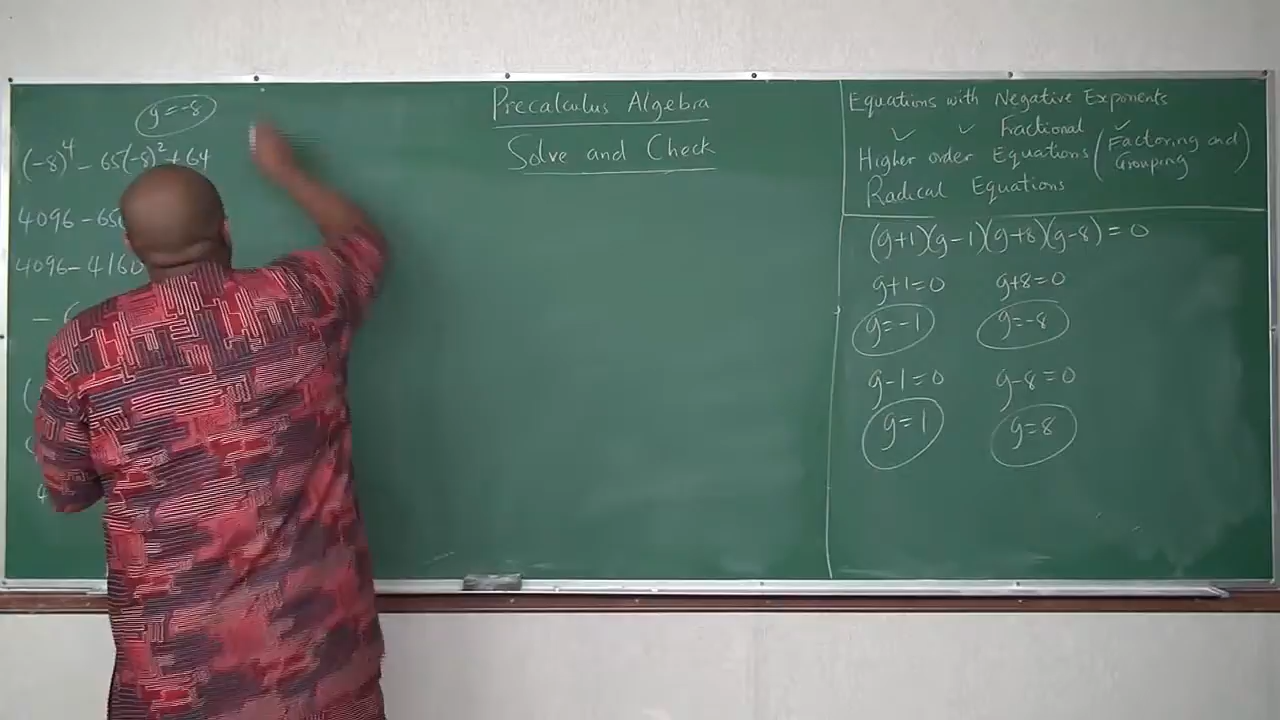 y=-8
(-8)⁴ - 65(-8)² + 64
4096 - 65
4096 - 4160
-
Precalculus Algebra
Solve and Check
Equations with Negative Exponents
✓ ✓ Fractional ✓
Higher order Equations (Factoring and Grouping)
Radical Equations
(y+1)(y-1)(y+8)(y-8) = 0
y+1=0 y+8=0
y=-1 y=-8
y-1=0 y-8=0
y=1 y=8